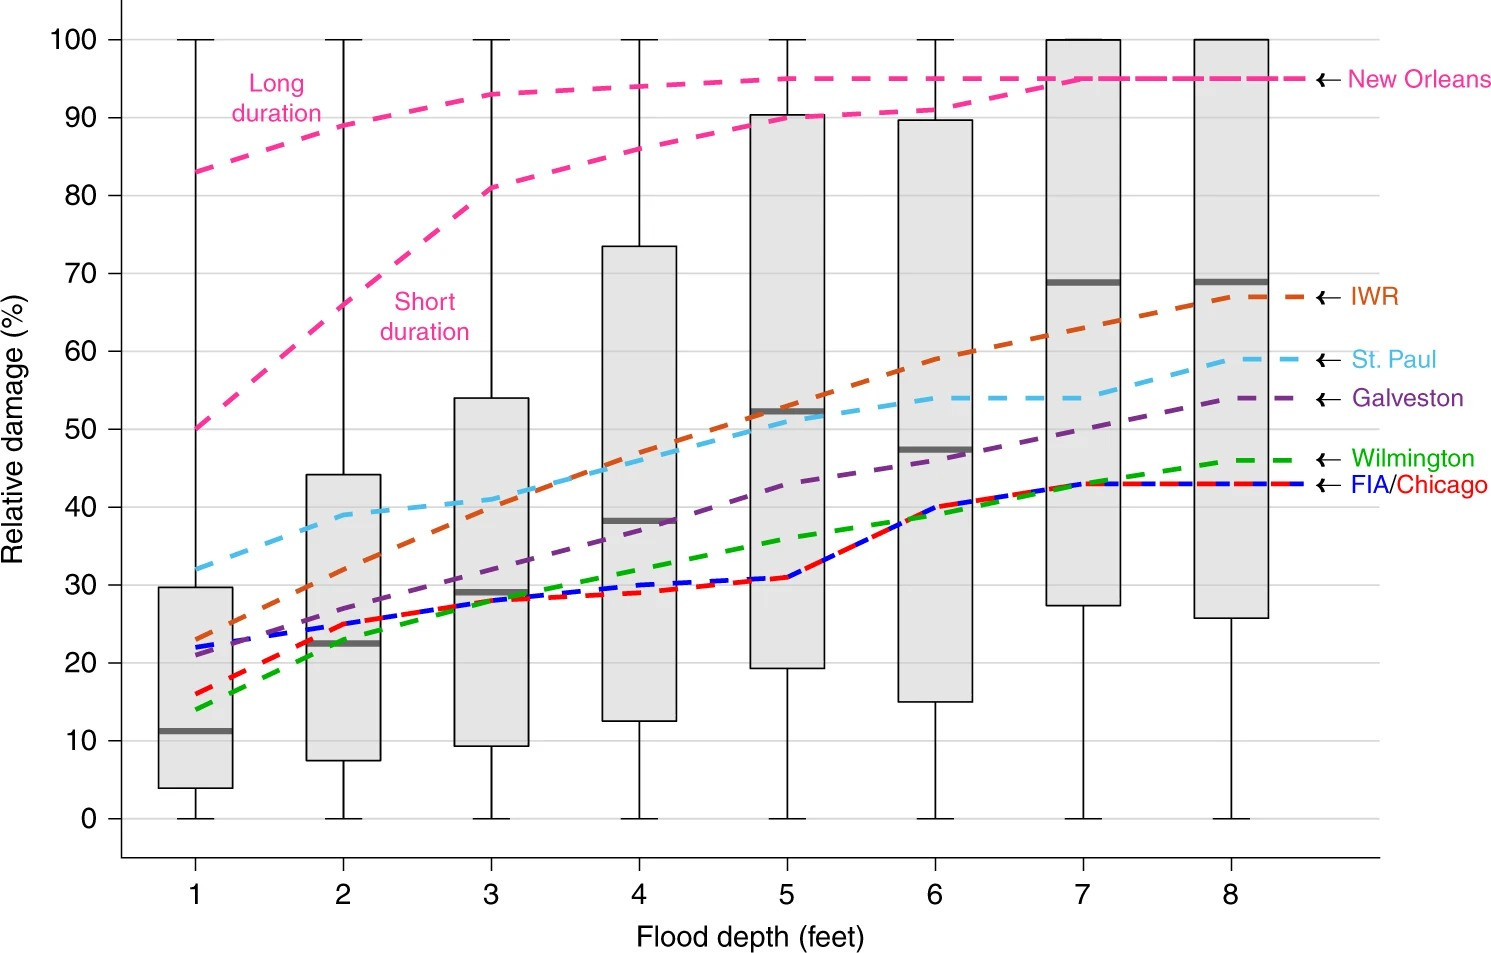 100
90
80
70
60
50
40
30
20
10
0
Relative damage (%)
Long
duration
Short
duration
New Orleans
IWR
St. Paul
Galveston
Wilmington
FIA/Chicago
1 2 3 4 5 6 7 8
Flood depth (feet)